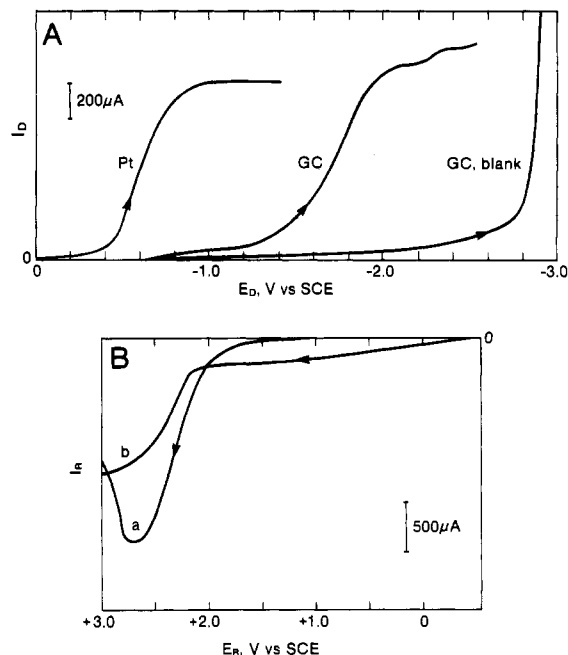 A
200μA
I_D
Pt
GC
GC, blank
0
0 -1.0 -2.0 -3.0
E_D, V vs SCE
B
0
b
a
I_R
500μA
+3.0 +2.0 +1.0 0
E_R, V vs SCE